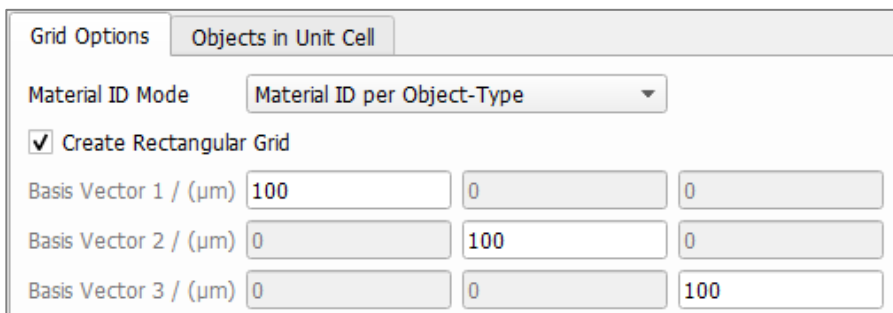 Grid Options Objects in Unit Cell
Material ID Mode Material ID per Object-Type
Create Rectangular Grid
Basis Vector 1 / (µm) 100 0 0
Basis Vector 2 / (µm) 0 100 0
Basis Vector 3 / (µm) 0 0 100